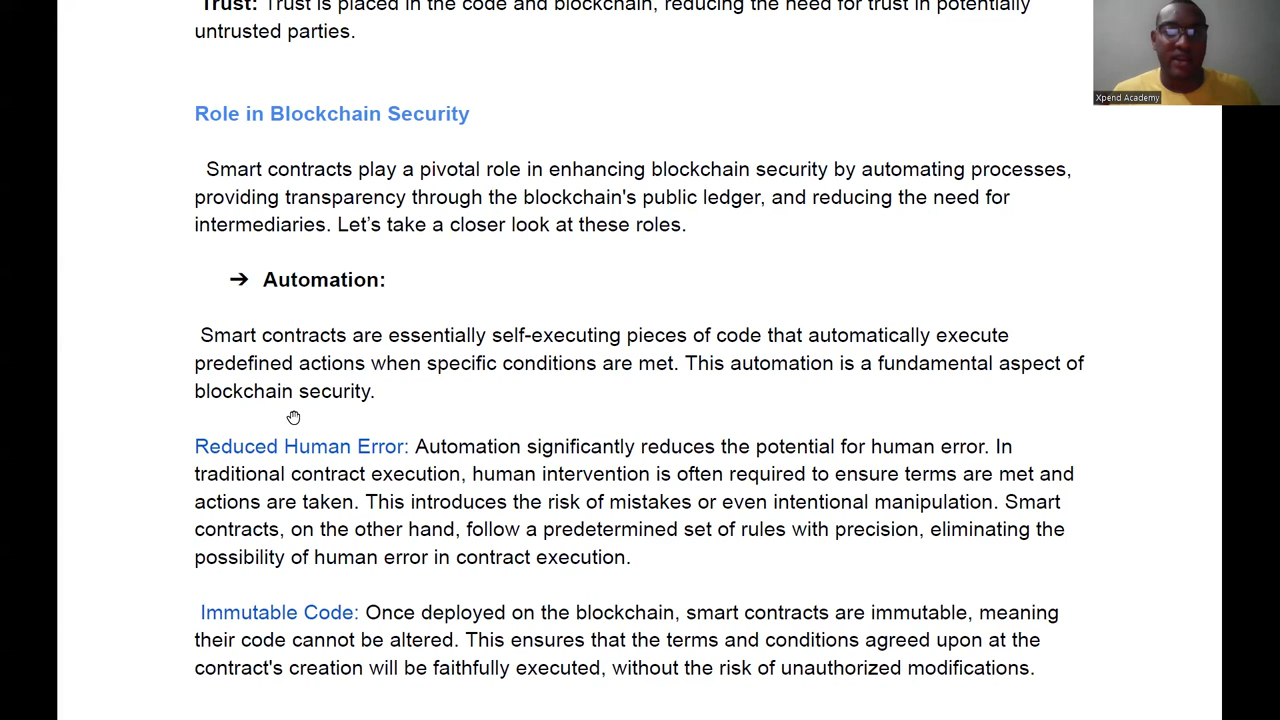 Trust: Trust is placed in the code and blockchain, reducing the need for trust in potentially
untrusted parties.
Xpend Academy
Role in Blockchain Security
Smart contracts play a pivotal role in enhancing blockchain security by automating processes,
providing transparency through the blockchain's public ledger, and reducing the need for
intermediaries. Let’s take a closer look at these roles.
➔ Automation:
Smart contracts are essentially self-executing pieces of code that automatically execute
predefined actions when specific conditions are met. This automation is a fundamental aspect of
blockchain security.
Reduced Human Error: Automation significantly reduces the potential for human error. In
traditional contract execution, human intervention is often required to ensure terms are met and
actions are taken. This introduces the risk of mistakes or even intentional manipulation. Smart
contracts, on the other hand, follow a predetermined set of rules with precision, eliminating the
possibility of human error in contract execution.
Immutable Code: Once deployed on the blockchain, smart contracts are immutable, meaning
their code cannot be altered. This ensures that the terms and conditions agreed upon at the
contract's creation will be faithfully executed, without the risk of unauthorized modifications.